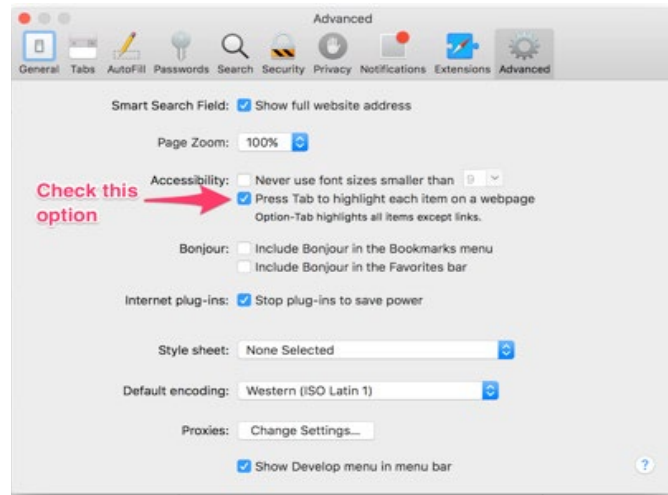 Advanced
General Tabs AutoFill Passwords Search Security Privacy Notifications Extensions Advanced
Smart Search Field: Show full website address
Page Zoom: 100%
Accessibility: Never use font sizes smaller than 9
Check this
option
Press Tab to highlight each item on a webpage
Option-Tab highlights all items except links.
Bonjour: Include Bonjour in the Bookmarks menu
Include Bonjour in the Favorites bar
Internet plug-ins: Stop plug-ins to save power
Style sheet: None Selected
Default encoding: Western (ISO Latin 1)
Proxies: Change Settings...
Show Develop menu in menu bar
?